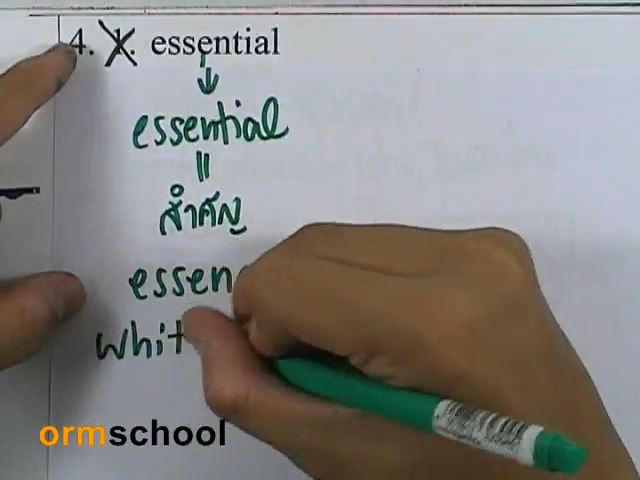 4. 1. essential
essential
สำคัญ
essen
whit
ormschool